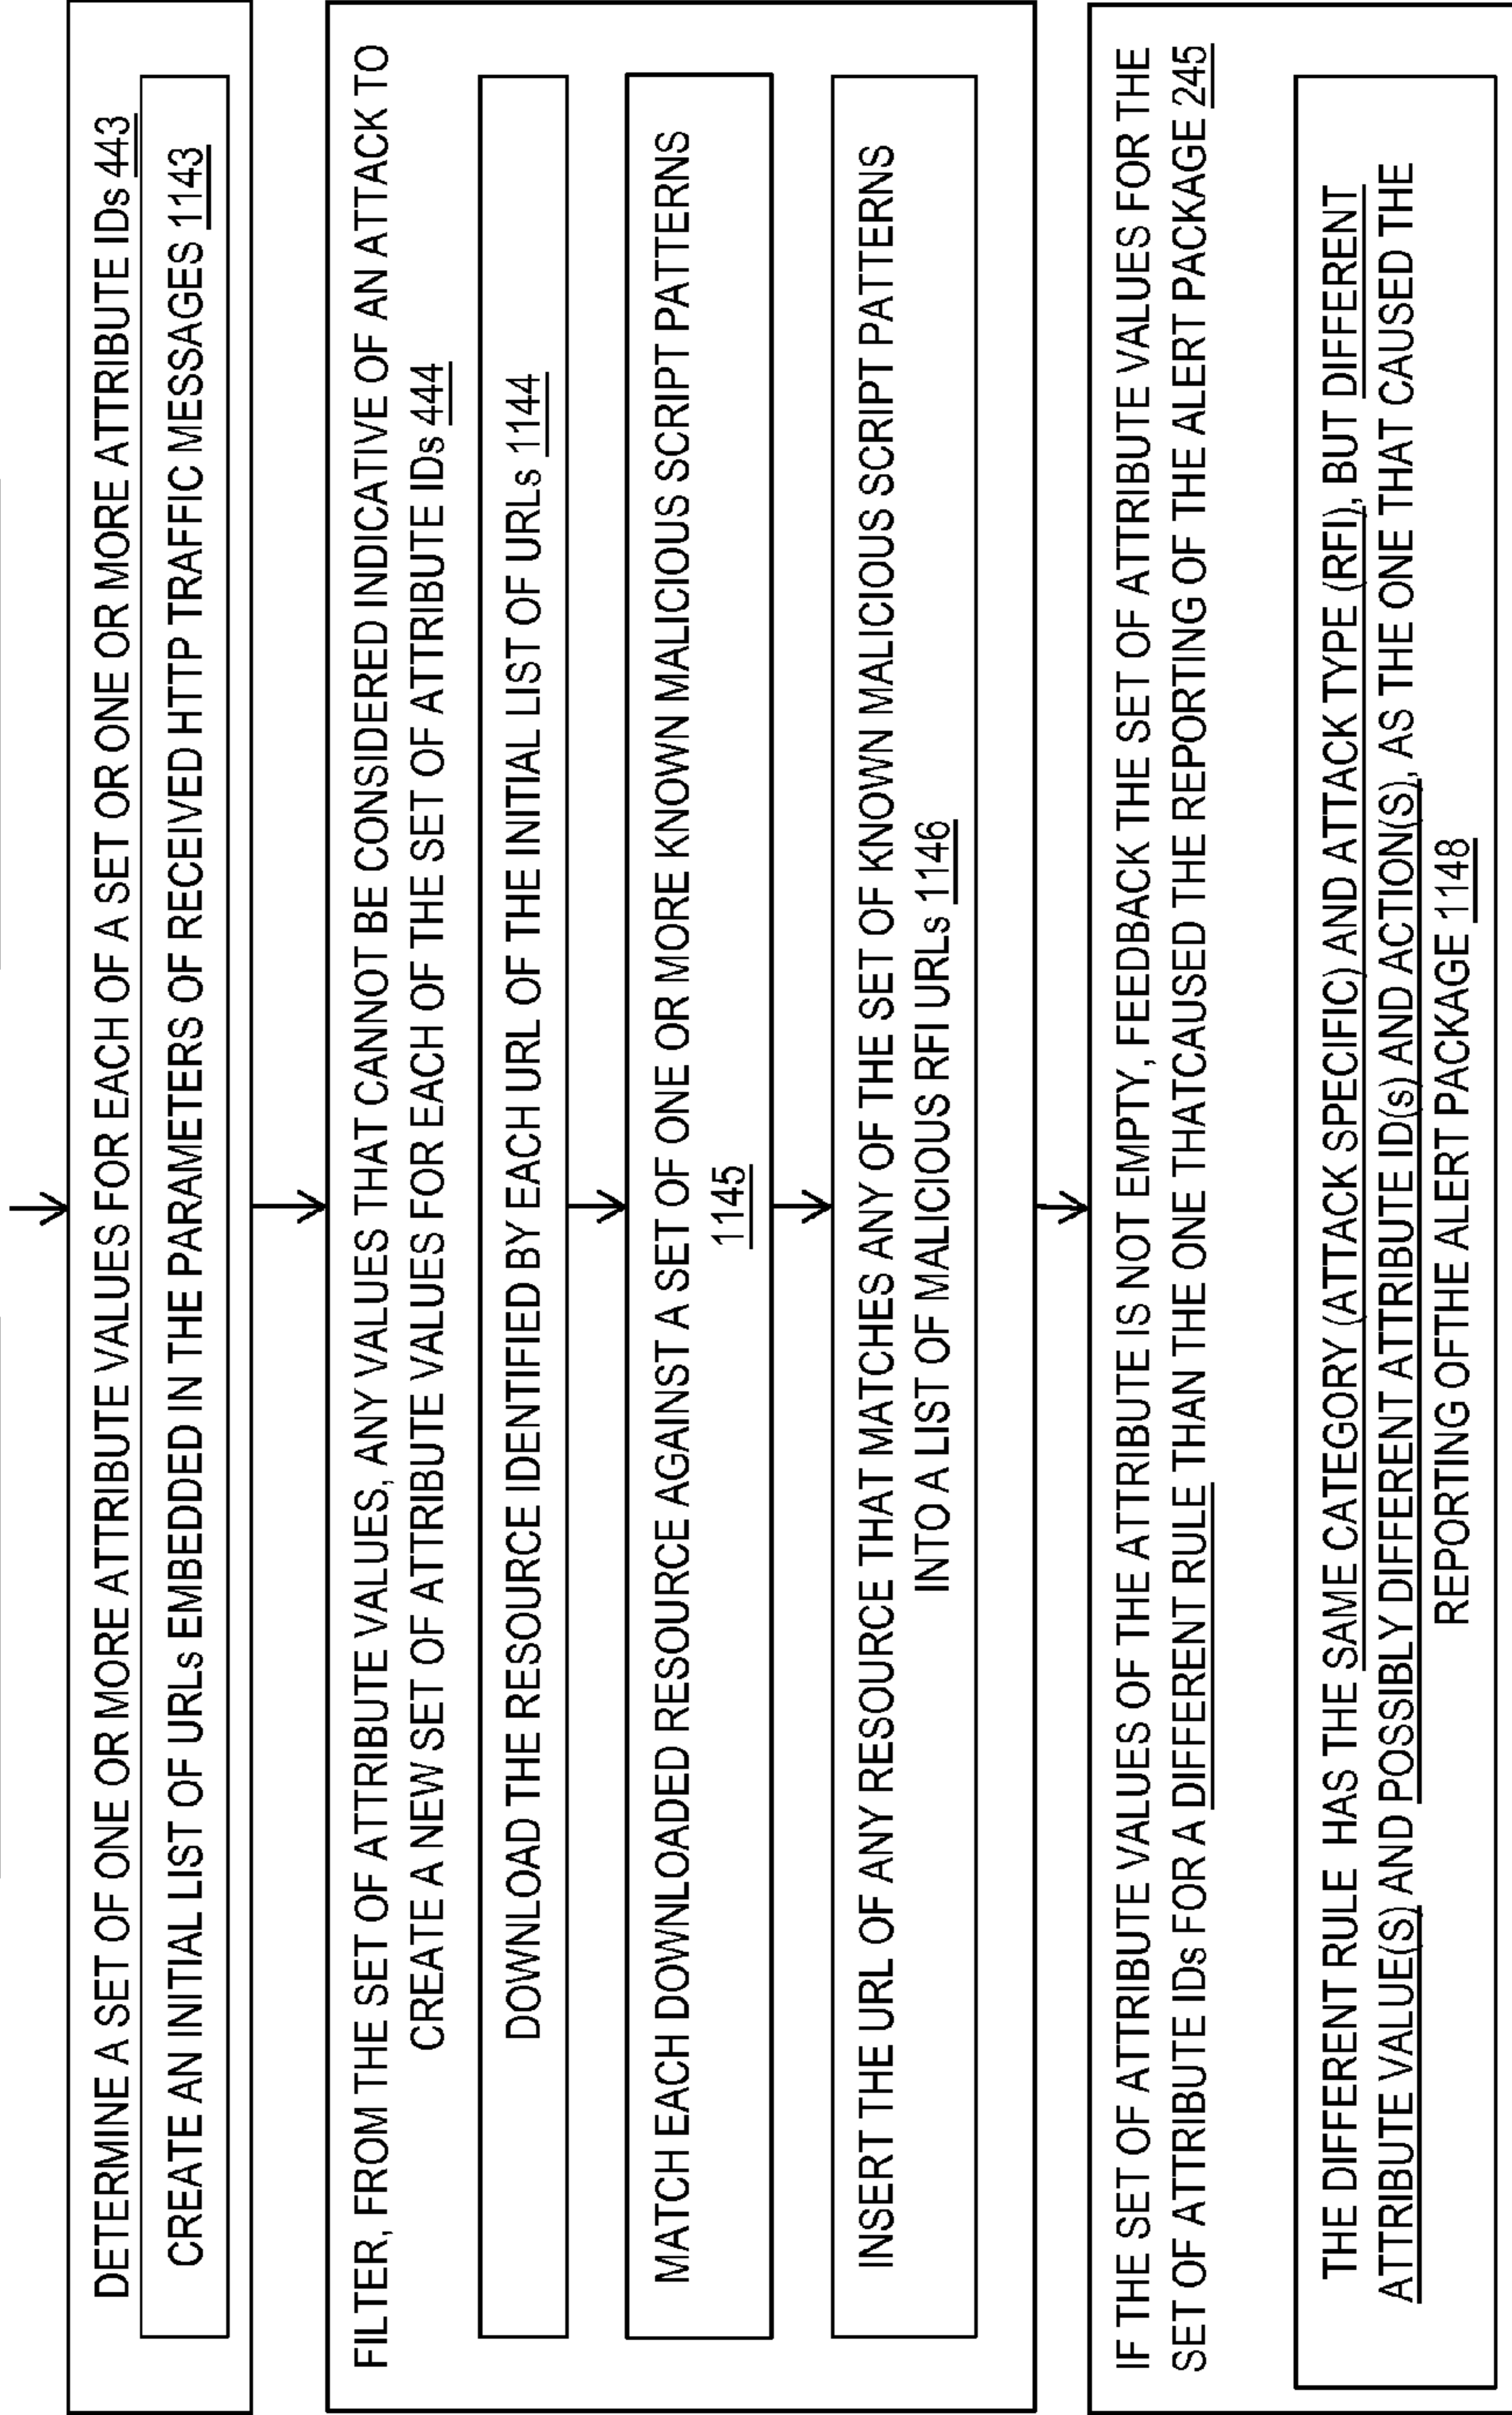 DETERMINE A SET OF ONE OR MORE ATTRIBUTE VALUES FOR EACH OF A SET OR ONE OR MORE ATTRIBUTE IDs 443
CREATE AN INITIAL LIST OF URLs EMBEDDED IN THE PARAMETERS OF RECEIVED HTTP TRAFFIC MESSAGES 1143
FILTER, FROM THE SET OF ATTRIBUTE VALUES, ANY VALUES THAT CANNOT BE CONSIDERED INDICATIVE OF AN ATTACK TO
CREATE A NEW SET OF ATTRIBUTE VALUES FOR EACH OF THE SET OF ATTRIBUTE IDs 444
DOWNLOAD THE RESOURCE IDENTIFIED BY EACH URL OF THE INITIAL LIST OF URLs 1144
MATCH EACH DOWNLOADED RESOURCE AGAINST A SET OF ONE OR MORE KNOWN MALICIOUS SCRIPT PATTERNS
1145
INSERT THE URL OF ANY RESOURCE THAT MATCHES ANY OF THE SET OF KNOWN MALICIOUS SCRIPT PATTERNS
INTO A LIST OF MALICIOUS RFI URLs 1146
IF THE SET OF ATTRIBUTE VALUES OF THE ATTRIBUTE IS NOT EMPTY, FEEDBACK THE SET OF ATTRIBUTE VALUES FOR THE
SET OF ATTRIBUTE IDs FOR A DIFFERENT RULE THAN THE ONE THATCAUSED THE REPORTING OF THE ALERT PACKAGE 245
THE DIFFERENT RULE HAS THE SAME CATEGORY (ATTACK SPECIFIC) AND ATTACK TYPE (RFI), BUT DIFFERENT
ATTRIBUTE VALUE(S) AND POSSIBLY DIFFERENT ATTRIBUTE ID(s) AND ACTION(S), AS THE ONE THAT CAUSED THE
REPORTING OFTHE ALERT PACKAGE 1148